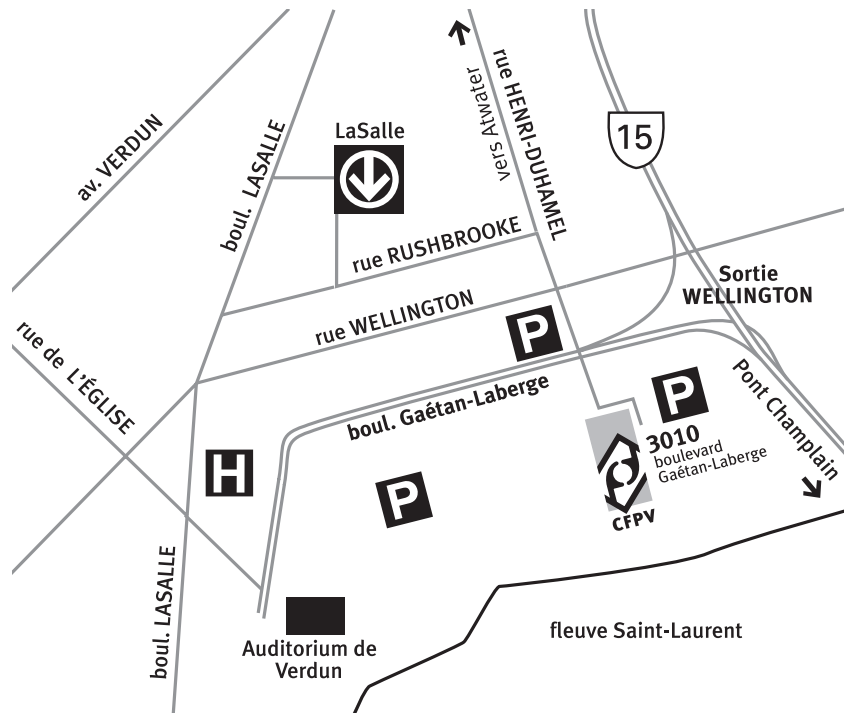 av. VERDUN
boul. LASALLE
LaSalle
vers Atwater
rue HENRI-DUHAMEL
15
rue RUSHBROOKE
rue WELLINGTON
Sortie
WELLINGTON
rue de L'ÉGLISE
P
boul. Gaétan-Laberge
P
Pont Champlain
H
P
3010
boulevard
Gaétan-Laberge
CFPV
boul. LASALLE
Auditorium de
Verdun
fleuve Saint-Laurent